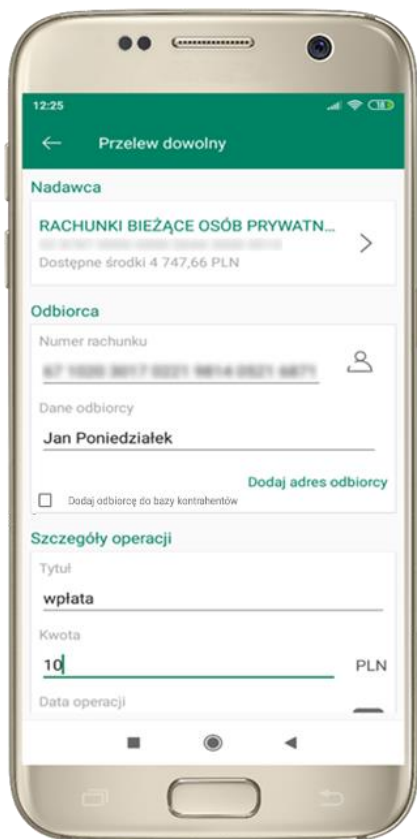 12:25
Przelew dowolny
Nadawca
RACHUNKI BIEŻĄCE OSÓB PRYWATN...
Dostępne środki 4 747,66 PLN
Odbiorca
Numer rachunku
Dane odbiorcy
Jan Poniedziałek
Dodaj adres odbiorcy
Dodaj odbiorcę do bazy kontrahentów
Szczegóły operacji
Tytuł
wpłata
Kwota
10 PLN
Data operacji